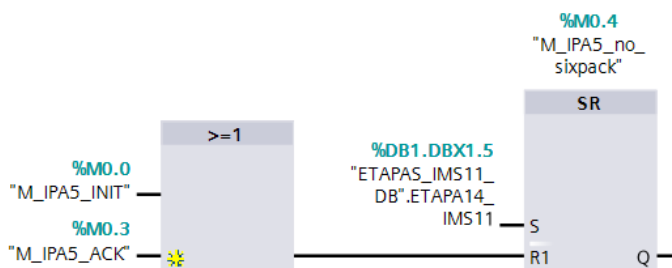 %M0.4
"M_IPA5_no_
sixpack"
SR
>=1
%DB1.DBX1.5
"ETAPAS_IMS11_
DB".ETAPA14_
IMS11
S
%M0.0
"M_IPA5_INIT"
%M0.3
"M_IPA5_ACK"
R1
Q